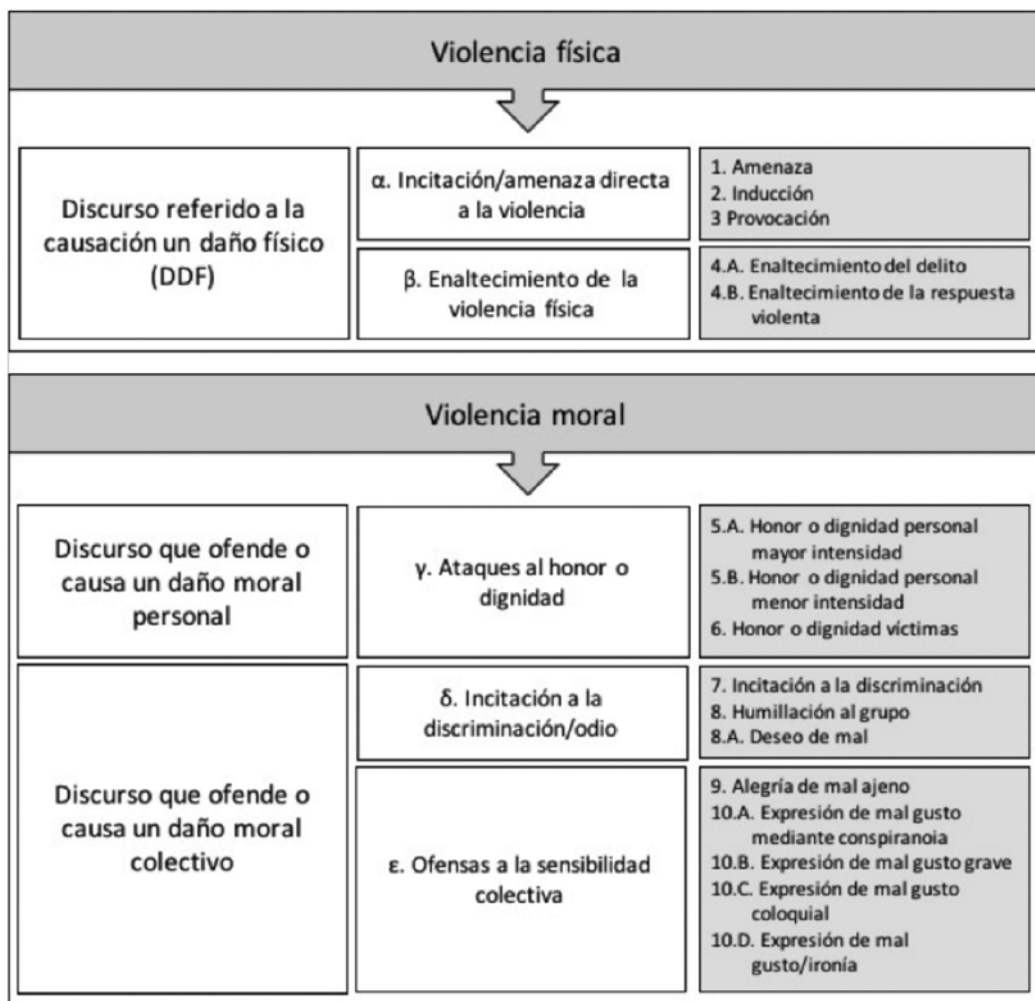 Violencia física
Discurso referido a la
causación un daño físico
(DDF)
α. Incitación/amenaza directa
a la violencia
1. Amenaza
2. Inducción
3 Provocación
β. Enaltecimiento de la
violencia física
4.A. Enaltecimiento del delito
4.B. Enaltecimiento de la respuesta
violenta
Violencia moral
Discurso que ofende o
causa un daño moral
personal
γ. Ataques al honor o
dignidad
5.A. Honor o dignidad personal
mayor intensidad
5.B. Honor o dignidad personal
menor intensidad
6. Honor o dignidad víctimas
Discurso que ofende o
causa un daño moral
colectivo
δ. Incitación a la
discriminación/odio
7. Incitación a la discriminación
8. Humillación al grupo
8.A. Deseo de mal
ε. Ofensas a la sensibilidad
colectiva
9. Alegría de mal ajeno
10.A. Expresión de mal gusto
mediante conspiranoia
10.B. Expresión de mal gusto grave
10.C. Expresión de mal gusto
coloquial
10.D. Expresión de mal
gusto/ironía